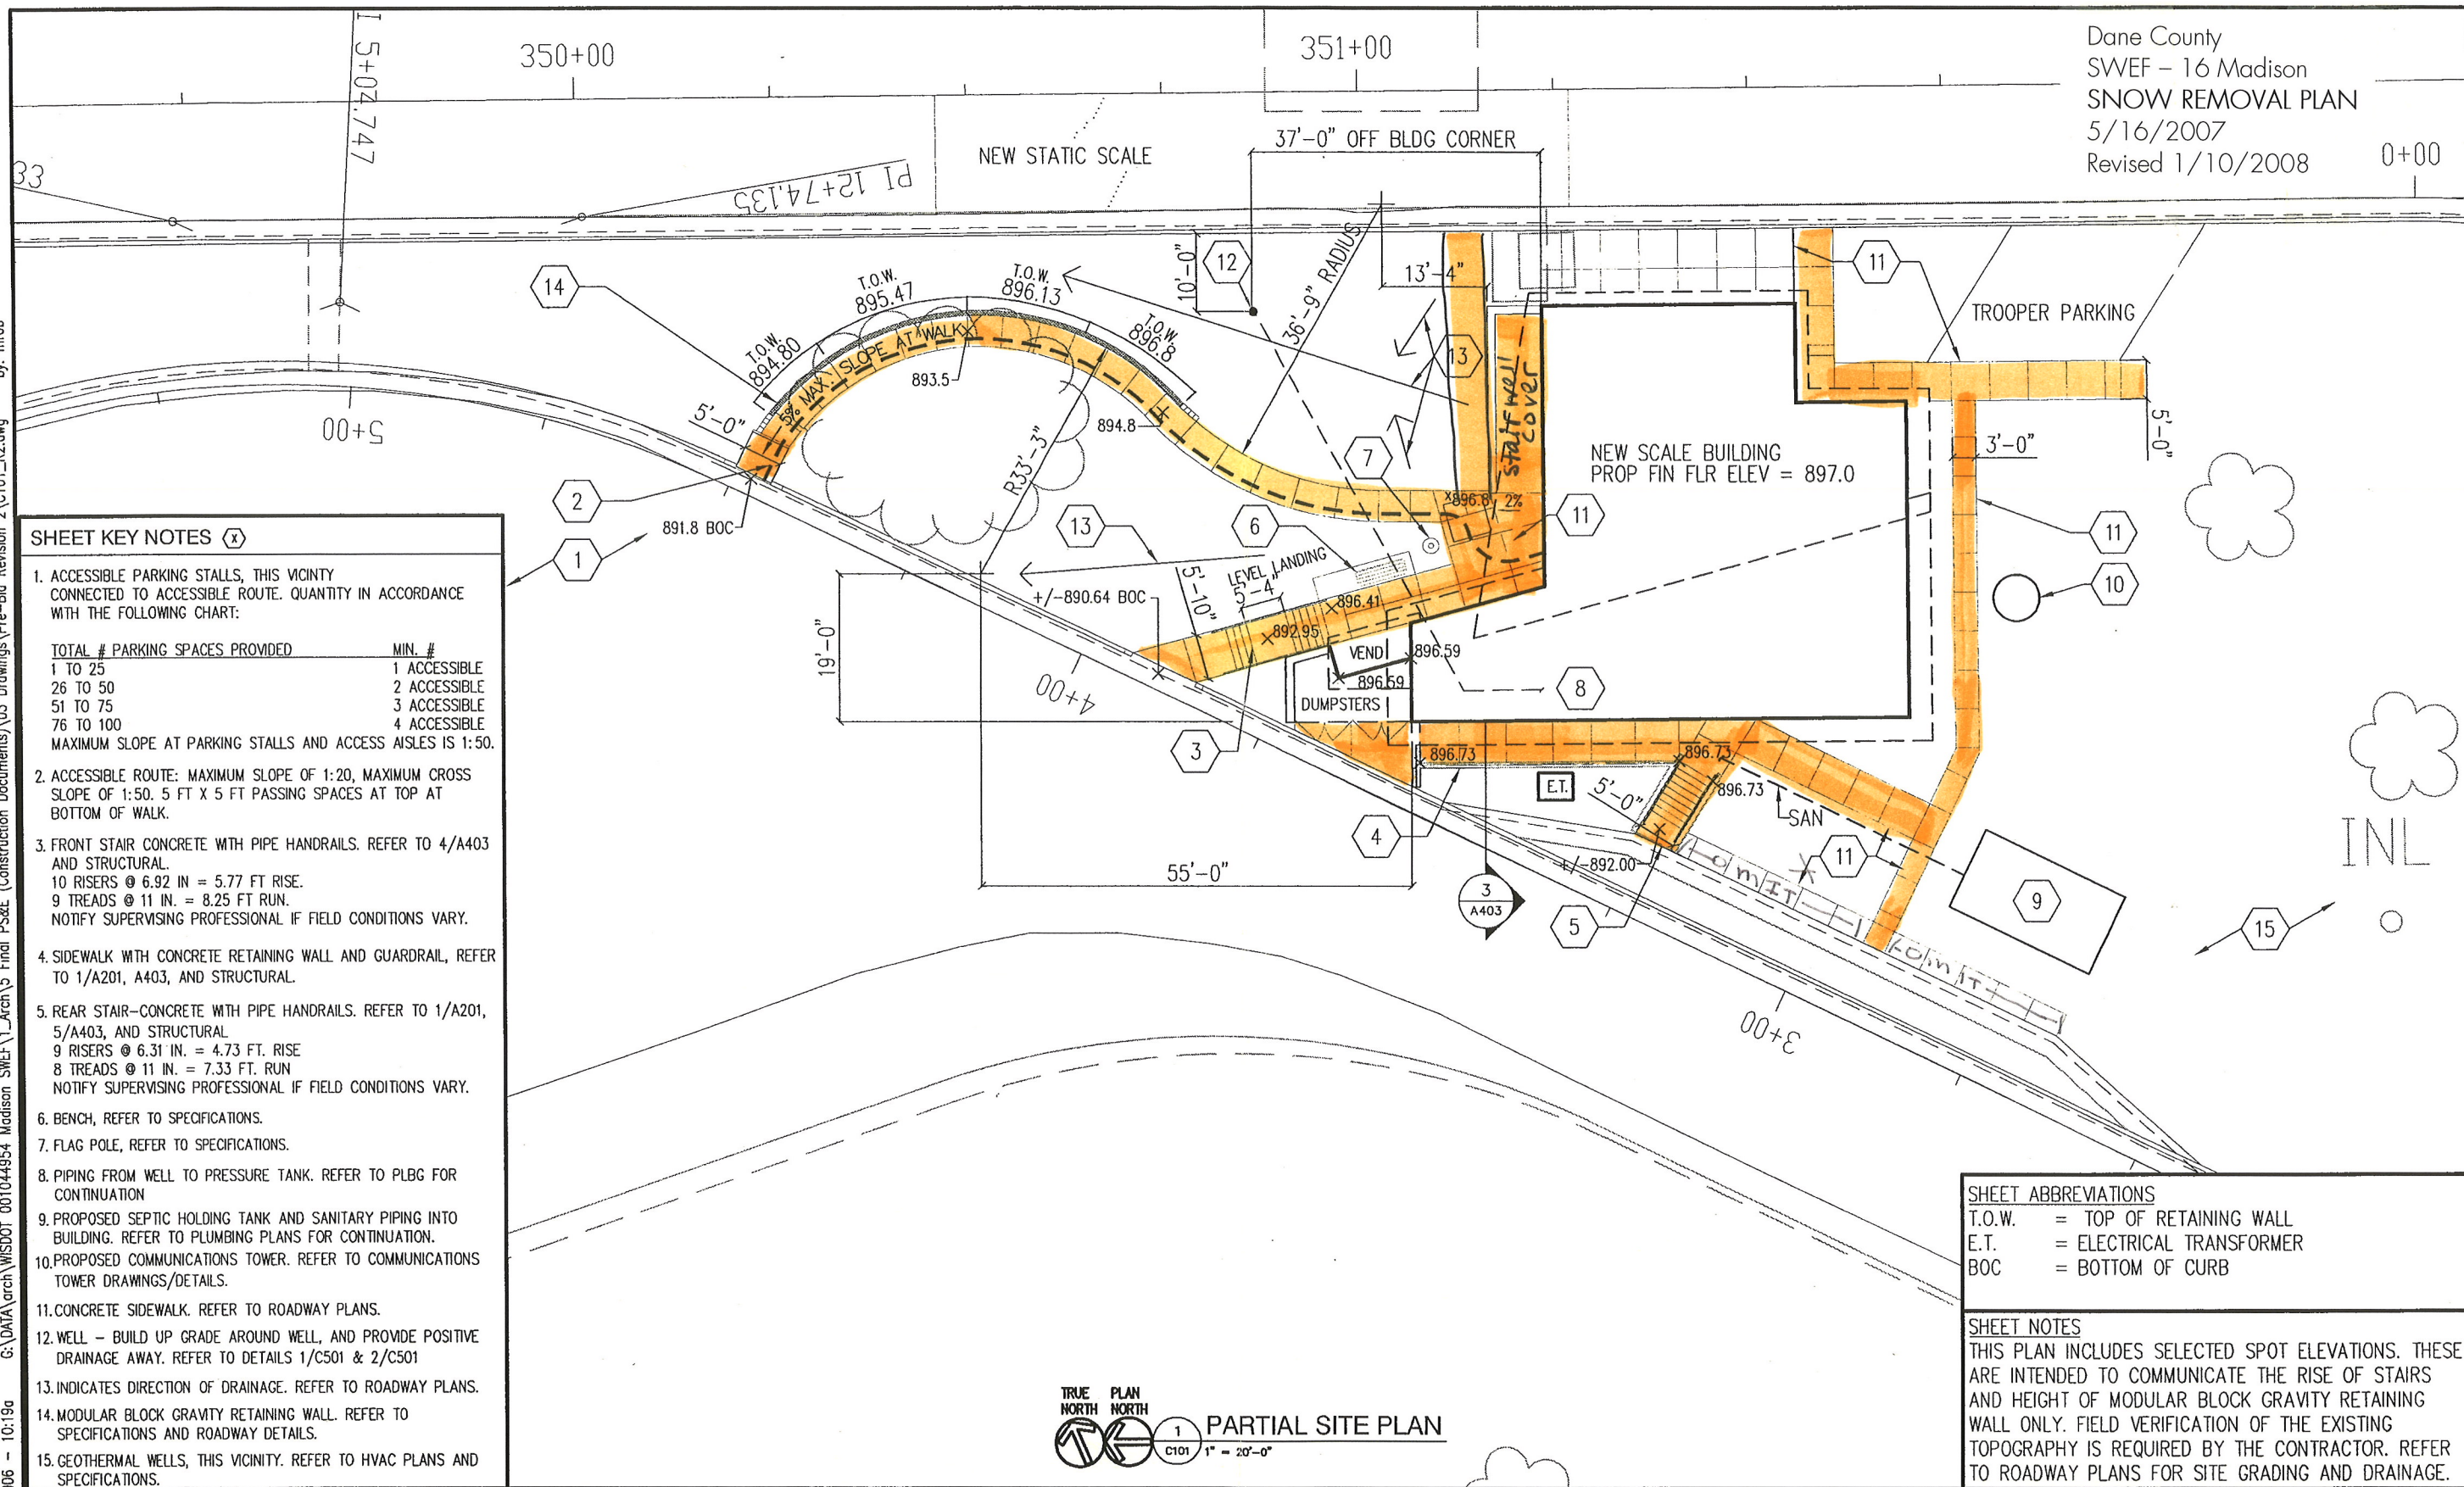 Dane County
SWEF – 16 Madison
SNOW REMOVAL PLAN
5/16/2007
Revised 1/10/2008
0+00
350+00
351+00
5+04.747
33
PI 12+74.135
NEW STATIC SCALE
37'-0" OFF BLDG CORNER
10'-0"
12
36'-9" RADIUS
13'-4"
11
TROOPER PARKING
14
T.O.W.
894.80
T.O.W.
895.47
T.O.W.
896.13
T.O.W.
896.8
5% MAX. SLOPE AT WALK
893.5
894.8
5'-0"
R33'-3"
5+00
13
stairwell
cover
7
NEW SCALE BUILDING
PROP FIN FLR ELEV = 897.0
3'-0"
5'-0"
2
891.8 BOC
1
13
6
896.8
2%
11
11
10
LEVEL LANDING
5'-4"
5'-10"
+/-890.64 BOC
896.41
892.95
19'-0"
4+00
VEND
896.59
896.59
DUMPSTERS
8
3
896.73
896.73
896.73
E.T.
5'-0"
SAN
4
+/-892.00
OMIT
11
9
55'-0"
3
A403
5
OMIT
15
INL
3+00
SHEET KEY NOTES X
1. ACCESSIBLE PARKING STALLS, THIS VICINTY
CONNECTED TO ACCESSIBLE ROUTE. QUANTITY IN ACCORDANCE
WITH THE FOLLOWING CHART:
TOTAL # PARKING SPACES PROVIDED MIN. #
1 TO 25 1 ACCESSIBLE
26 TO 50 2 ACCESSIBLE
51 TO 75 3 ACCESSIBLE
76 TO 100 4 ACCESSIBLE
MAXIMUM SLOPE AT PARKING STALLS AND ACCESS AISLES IS 1:50.
2. ACCESSIBLE ROUTE: MAXIMUM SLOPE OF 1:20, MAXIMUM CROSS
SLOPE OF 1:50. 5 FT X 5 FT PASSING SPACES AT TOP AT
BOTTOM OF WALK.
3. FRONT STAIR CONCRETE WITH PIPE HANDRAILS. REFER TO 4/A403
AND STRUCTURAL.
10 RISERS @ 6.92 IN = 5.77 FT RISE.
9 TREADS @ 11 IN. = 8.25 FT RUN.
NOTIFY SUPERVISING PROFESSIONAL IF FIELD CONDITIONS VARY.
4. SIDEWALK WITH CONCRETE RETAINING WALL AND GUARDRAIL, REFER
TO 1/A201, A403, AND STRUCTURAL.
5. REAR STAIR-CONCRETE WITH PIPE HANDRAILS. REFER TO 1/A201,
5/A403, AND STRUCTURAL
9 RISERS @ 6.31 IN. = 4.73 FT. RISE
8 TREADS @ 11 IN. = 7.33 FT. RUN
NOTIFY SUPERVISING PROFESSIONAL IF FIELD CONDITIONS VARY.
6. BENCH, REFER TO SPECIFICATIONS.
7. FLAG POLE, REFER TO SPECIFICATIONS.
8. PIPING FROM WELL TO PRESSURE TANK. REFER TO PLBG FOR
CONTINUATION
9. PROPOSED SEPTIC HOLDING TANK AND SANITARY PIPING INTO
BUILDING. REFER TO PLUMBING PLANS FOR CONTINUATION.
10. PROPOSED COMMUNICATIONS TOWER. REFER TO COMMUNICATIONS
TOWER DRAWINGS/DETAILS.
11. CONCRETE SIDEWALK. REFER TO ROADWAY PLANS.
12. WELL – BUILD UP GRADE AROUND WELL, AND PROVIDE POSITIVE
DRAINAGE AWAY. REFER TO DETAILS 1/C501 & 2/C501
13. INDICATES DIRECTION OF DRAINAGE. REFER TO ROADWAY PLANS.
14. MODULAR BLOCK GRAVITY RETAINING WALL. REFER TO
SPECIFICATIONS AND ROADWAY DETAILS.
15. GEOTHERMAL WELLS, THIS VICINITY. REFER TO HVAC PLANS AND
SPECIFICATIONS.
TRUE NORTH
PLAN NORTH
1
C101
PARTIAL SITE PLAN
1" = 20'-0"
SHEET ABBREVIATIONS
T.O.W. = TOP OF RETAINING WALL
E.T. = ELECTRICAL TRANSFORMER
BOC = BOTTOM OF CURB
SHEET NOTES
THIS PLAN INCLUDES SELECTED SPOT ELEVATIONS. THESE
ARE INTENDED TO COMMUNICATE THE RISE OF STAIRS
AND HEIGHT OF MODULAR BLOCK GRAVITY RETAINING
WALL ONLY. FIELD VERIFICATION OF THE EXISTING
TOPOGRAPHY IS REQUIRED BY THE CONTRACTOR. REFER
TO ROADWAY PLANS FOR SITE GRADING AND DRAINAGE.